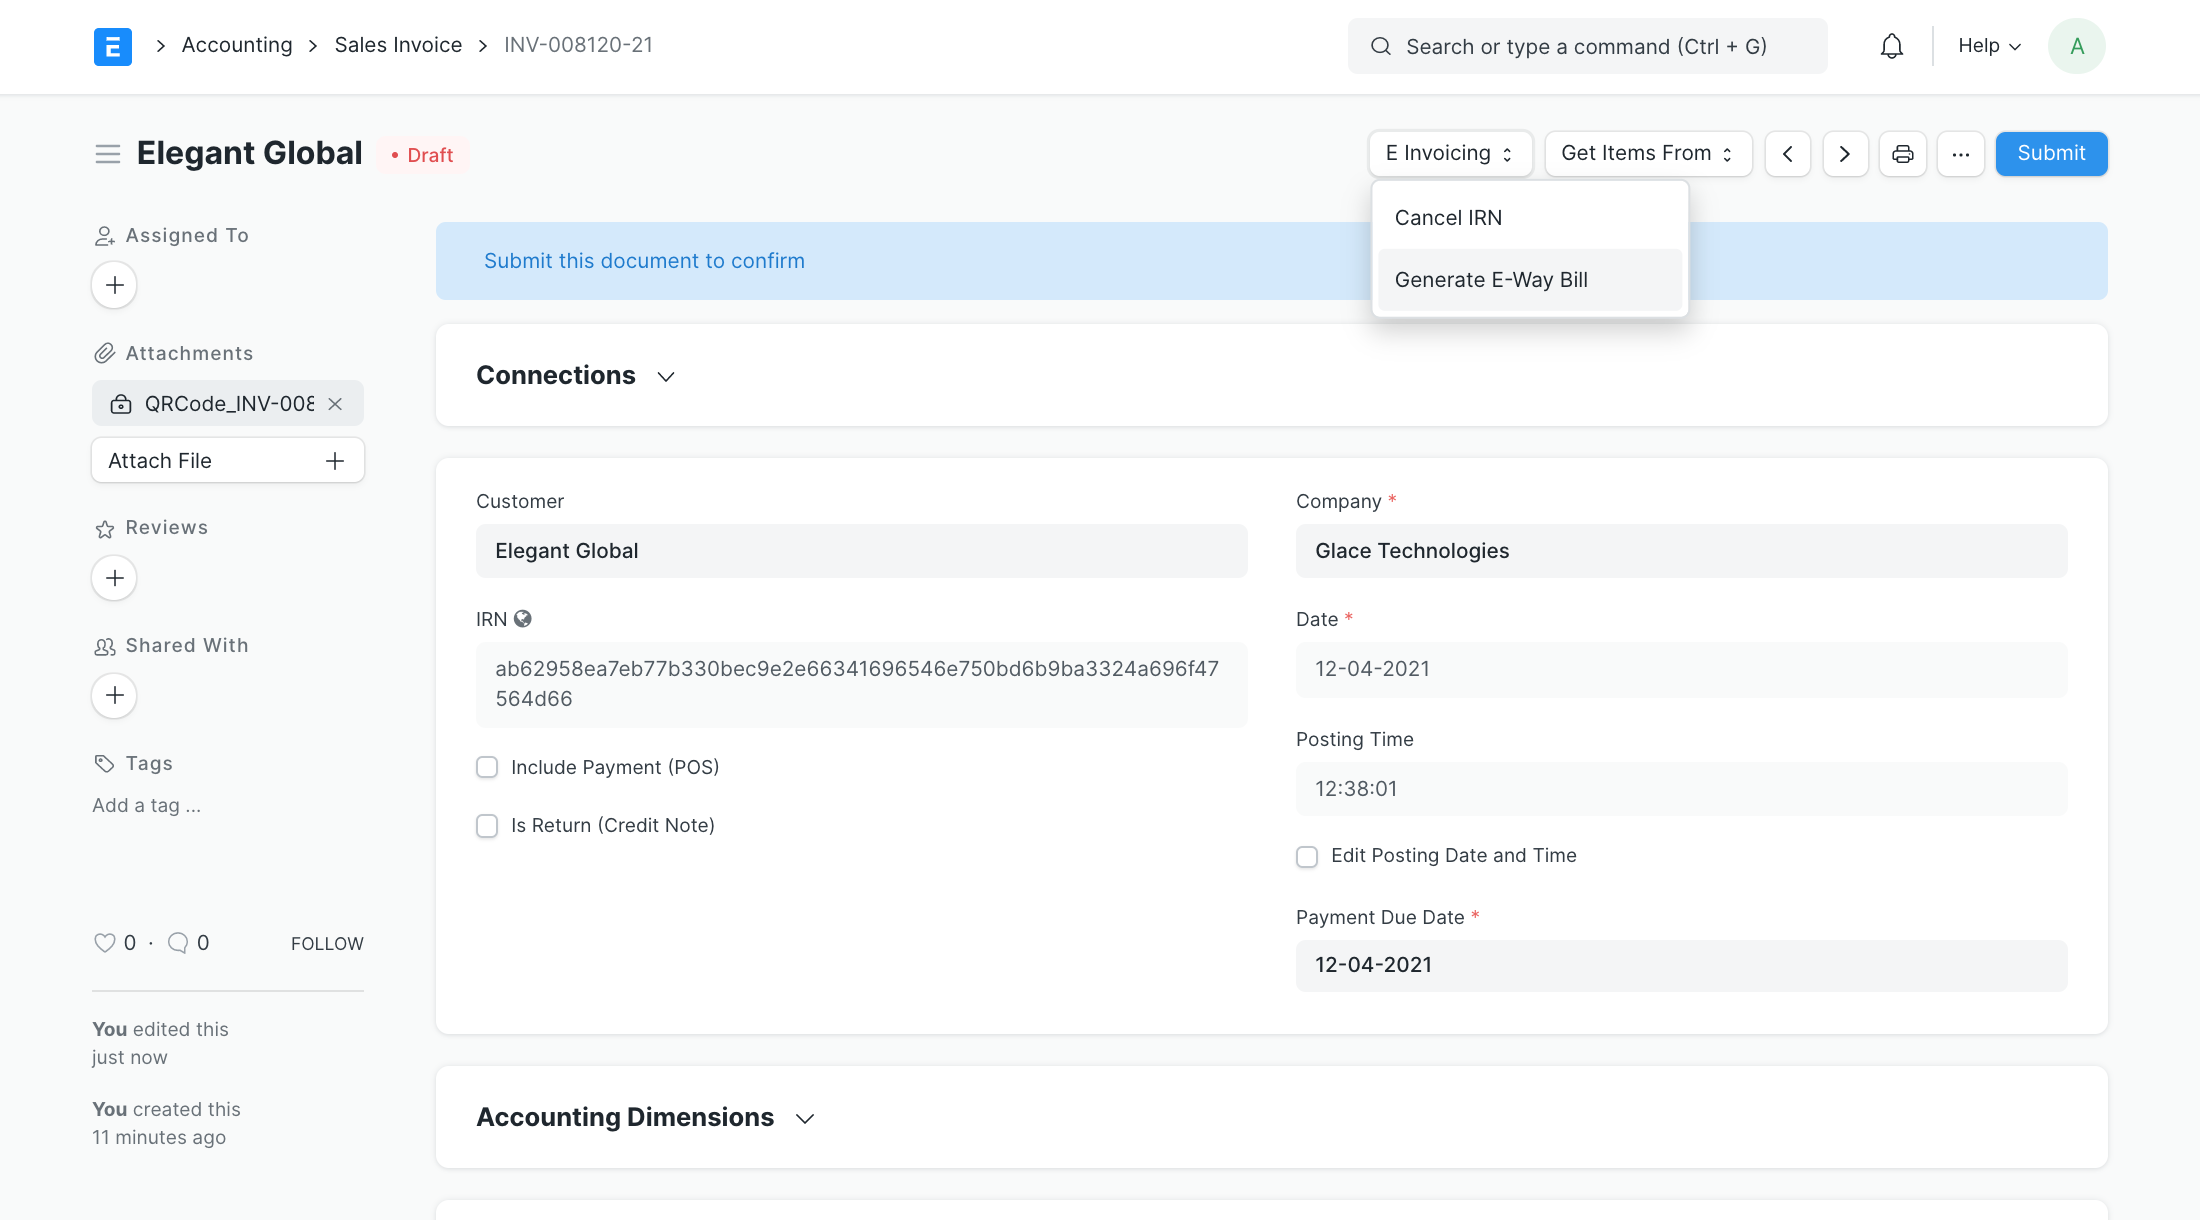 E
Accounting
Sales Invoice
INV-008120-21
Search or type a command (Ctrl + G)
Help
A
Elegant Global
Draft
E Invoicing
Get Items From
Submit
Cancel IRN
Generate E-Way Bill
Assigned To
Attachments
QRCode_INV-008
Attach File
Reviews
Shared With
Tags
Add a tag ...
0 · 0
FOLLOW
You edited this
just now
You created this
11 minutes ago
Submit this document to confirm
Connections
Customer
Elegant Global
IRN
ab62958ea7eb77b330bec9e2e66341696546e750bd6b9ba3324a696f47
564d66
Include Payment (POS)
Is Return (Credit Note)
Company *
Glace Technologies
Date *
12-04-2021
Posting Time
12:38:01
Edit Posting Date and Time
Payment Due Date *
12-04-2021
Accounting Dimensions